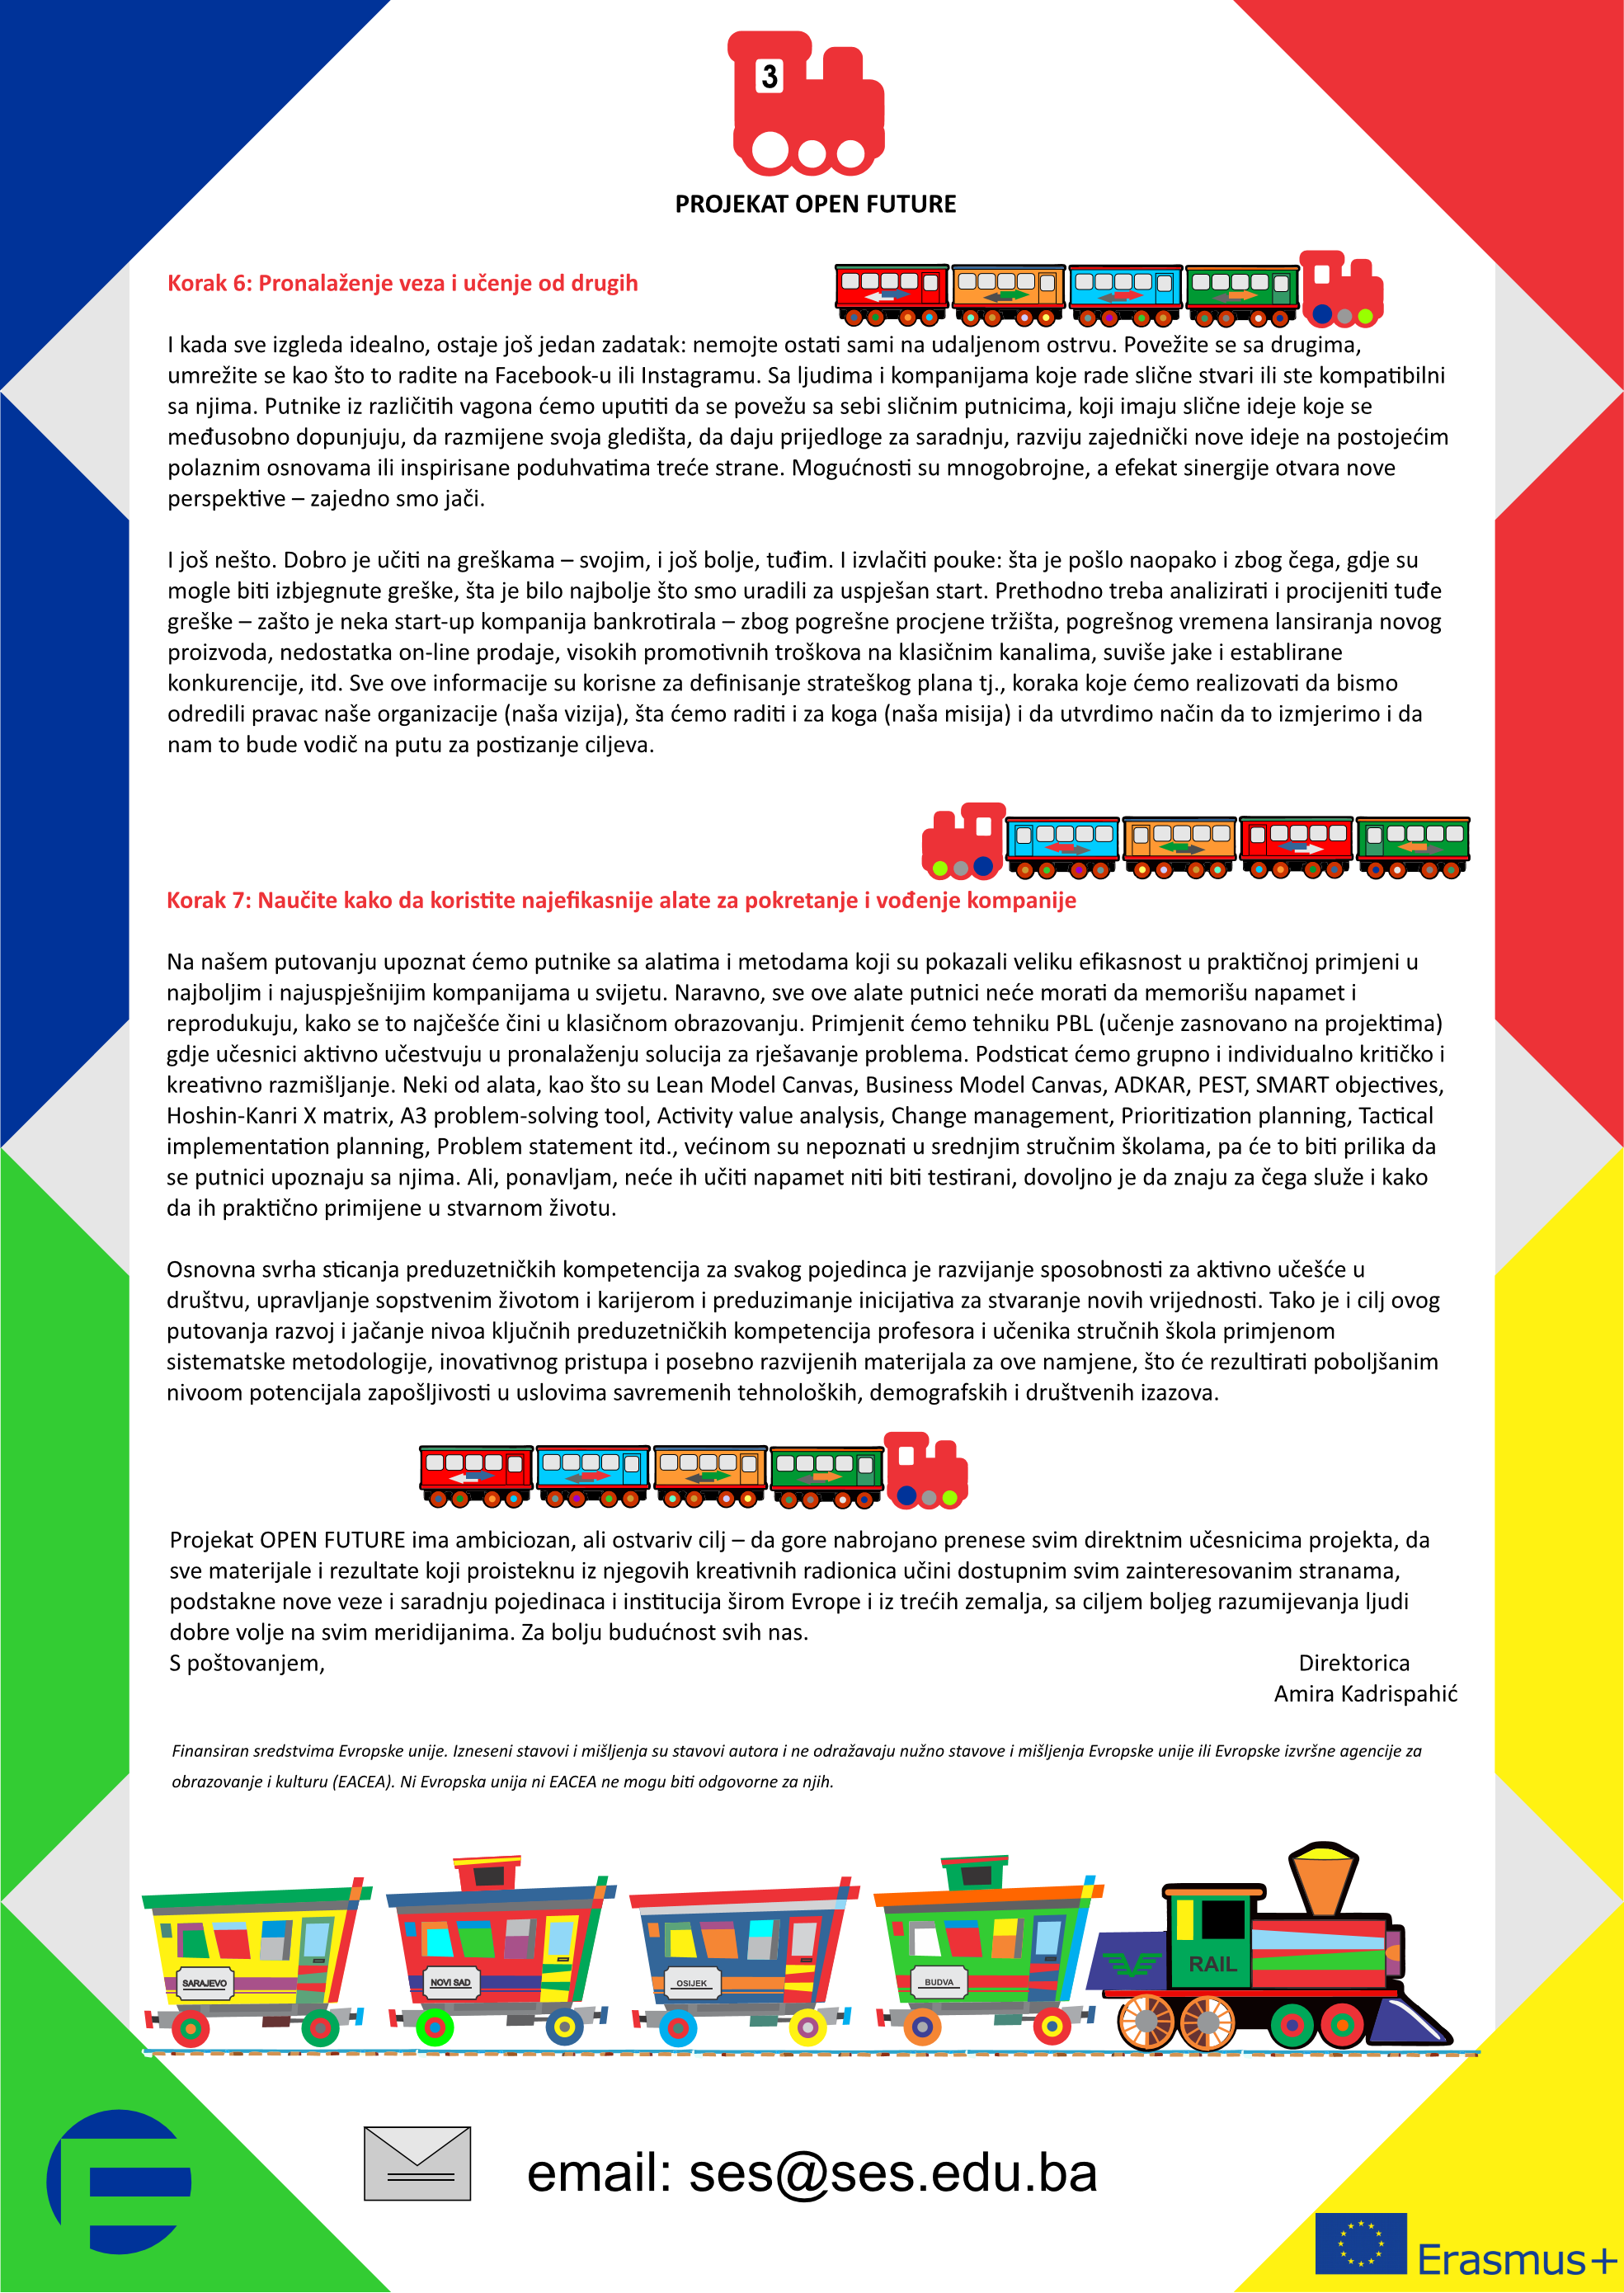 3
PROJEKAT OPEN FUTURE
Korak 6: Pronalaženje veza i učenje od drugih
I kada sve izgleda idealno, ostaje još jedan zadatak: nemojte ostati sami na udaljenom ostrvu. Povežite se sa drugima,
umrežite se kao što to radite na Facebook-u ili Instagramu. Sa ljudima i kompanijama koje rade slične stvari ili ste kompatibilni
sa njima. Putnike iz različitih vagona ćemo uputiti da se povežu sa sebi sličnim putnicima, koji imaju slične ideje koje se
međusobno dopunjuju, da razmijene svoja gledišta, da daju prijedloge za saradnju, razviju zajednički nove ideje na postojećim
polaznim osnovama ili inspirisane poduhvatima treće strane. Mogućnosti su mnogobrojne, a efekat sinergije otvara nove
perspektive – zajedno smo jači.
I još nešto. Dobro je učiti na greškama – svojim, i još bolje, tuđim. I izvlačiti pouke: šta je pošlo naopako i zbog čega, gdje su
mogle biti izbjegnute greške, šta je bilo najbolje što smo uradili za uspješan start. Prethodno treba analizirati i procijeniti tuđe
greške – zašto je neka start-up kompanija bankrotirala – zbog pogrešne procjene tržišta, pogrešnog vremena lansiranja novog
proizvoda, nedostatka on-line prodaje, visokih promotivnih troškova na klasičnim kanalima, suviše jake i establirane
konkurencije, itd. Sve ove informacije su korisne za definisanje strateškog plana tj., koraka koje ćemo realizovati da bismo
odredili pravac naše organizacije (naša vizija), šta ćemo raditi i za koga (naša misija) i da utvrdimo način da to izmjerimo i da
nam to bude vodič na putu za postizanje ciljeva.
Korak 7: Naučite kako da koristite najefikasnije alate za pokretanje i vođenje kompanije
Na našem putovanju upoznat ćemo putnike sa alatima i metodama koji su pokazali veliku efikasnost u praktičnoj primjeni u
najboljim i najuspješnijim kompanijama u svijetu. Naravno, sve ove alate putnici neće morati da memorišu napamet i
reprodukuju, kako se to najčešće čini u klasičnom obrazovanju. Primjenit ćemo tehniku PBL (učenje zasnovano na projektima)
gdje učesnici aktivno učestvuju u pronalaženju solucija za rješavanje problema. Podsticat ćemo grupno i individualno kritičko i
kreativno razmišljanje. Neki od alata, kao što su Lean Model Canvas, Business Model Canvas, ADKAR, PEST, SMART objectives,
Hoshin-Kanri X matrix, A3 problem-solving tool, Activity value analysis, Change management, Prioritization planning, Tactical
implementation planning, Problem statement itd., većinom su nepoznati u srednjim stručnim školama, pa će to biti prilika da
se putnici upoznaju sa njima. Ali, ponavljam, neće ih učiti napamet niti biti testirani, dovoljno je da znaju za čega služe i kako
da ih praktično primijene u stvarnom životu.
Osnovna svrha sticanja preduzetničkih kompetencija za svakog pojedinca je razvijanje sposobnosti za aktivno učešće u
društvu, upravljanje sopstvenim životom i karijerom i preduzimanje inicijativa za stvaranje novih vrijednosti. Tako je i cilj ovog
putovanja razvoj i jačanje nivoa ključnih preduzetničkih kompetencija profesora i učenika stručnih škola primjenom
sistematske metodologije, inovativnog pristupa i posebno razvijenih materijala za ove namjene, što će rezultirati poboljšanim
nivoom potencijala zapošljivosti u uslovima savremenih tehnoloških, demografskih i društvenih izazova.
Projekat OPEN FUTURE ima ambiciozan, ali ostvariv cilj – da gore nabrojano prenese svim direktnim učesnicima projekta, da
sve materijale i rezultate koji proisteknu iz njegovih kreativnih radionica učini dostupnim svim zainteresovanim stranama,
podstakne nove veze i saradnju pojedinaca i institucija širom Evrope i iz trećih zemalja, sa ciljem boljeg razumijevanja ljudi
dobre volje na svim meridijanima. Za bolju budućnost svih nas.
S poštovanjem, Direktorica
Amira Kadrispahić
Finansiran sredstvima Evropske unije. Izneseni stavovi i mišljenja su stavovi autora i ne odražavaju nužno stavove i mišljenja Evropske unije ili Evropske izvršne agencije za
obrazovanje i kulturu (EACEA). Ni Evropska unija ni EACEA ne mogu biti odgovorne za njih.
RAIL
SARAJEVO NOVI SAD OSIJEK BUDVA
email: ses@ses.edu.ba
Erasmus+